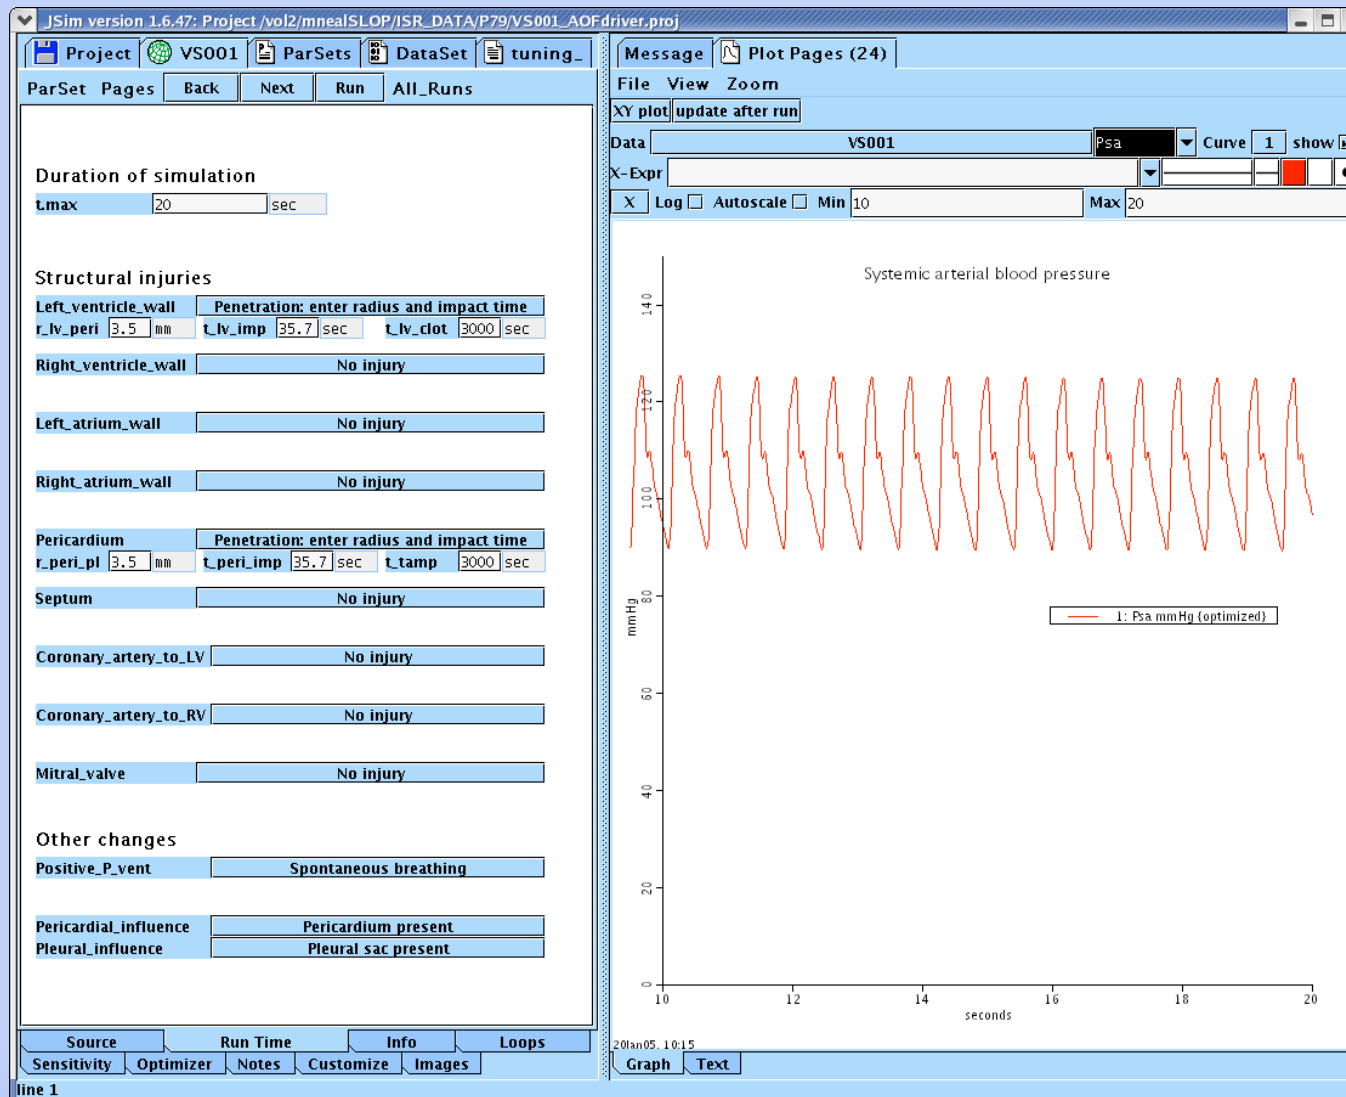 JSim version 1.6.47: Project /vol2/mnealSLOP/ISR_DATA/P79/VS001_AOFdriver.proj
Project VS001 ParSets DataSet tuning_
ParSet Pages Back Next Run All_Runs
Duration of simulation
t.max 20 sec
Structural injuries
Left_ventricle_wall Penetration: enter radius and impact time
r_lv_peri 3.5 mm t_lv_imp 35.7 sec t_lv_clot 3000 sec
Right_ventricle_wall No injury
Left_atrium_wall No injury
Right_atrium_wall No injury
Pericardium Penetration: enter radius and impact time
r_peri_pl 3.5 mm t_peri_imp 35.7 sec t_tamp 3000 sec
Septum No injury
Coronary_artery_to_LV No injury
Coronary_artery_to_RV No injury
Mitral_valve No injury
Other changes
Positive_P_vent Spontaneous breathing
Pericardial_influence Pericardium present
Pleural_influence Pleural sac present
Source Run Time Info Loops
Sensitivity Optimizer Notes Customize Images
line 1
Message Plot Pages (24)
File View Zoom
XY plot update after run
Data VS001 Psa Curve 1 show
X-Expr
X Log Autoscale Min 10 Max 20
Systemic arterial blood pressure
140
120
100
80
60
40
20
0
mmHg
1: Psa mmHg {optimized}
10 12 14 16 18 20
seconds
20Jan05, 10:15
Graph Text